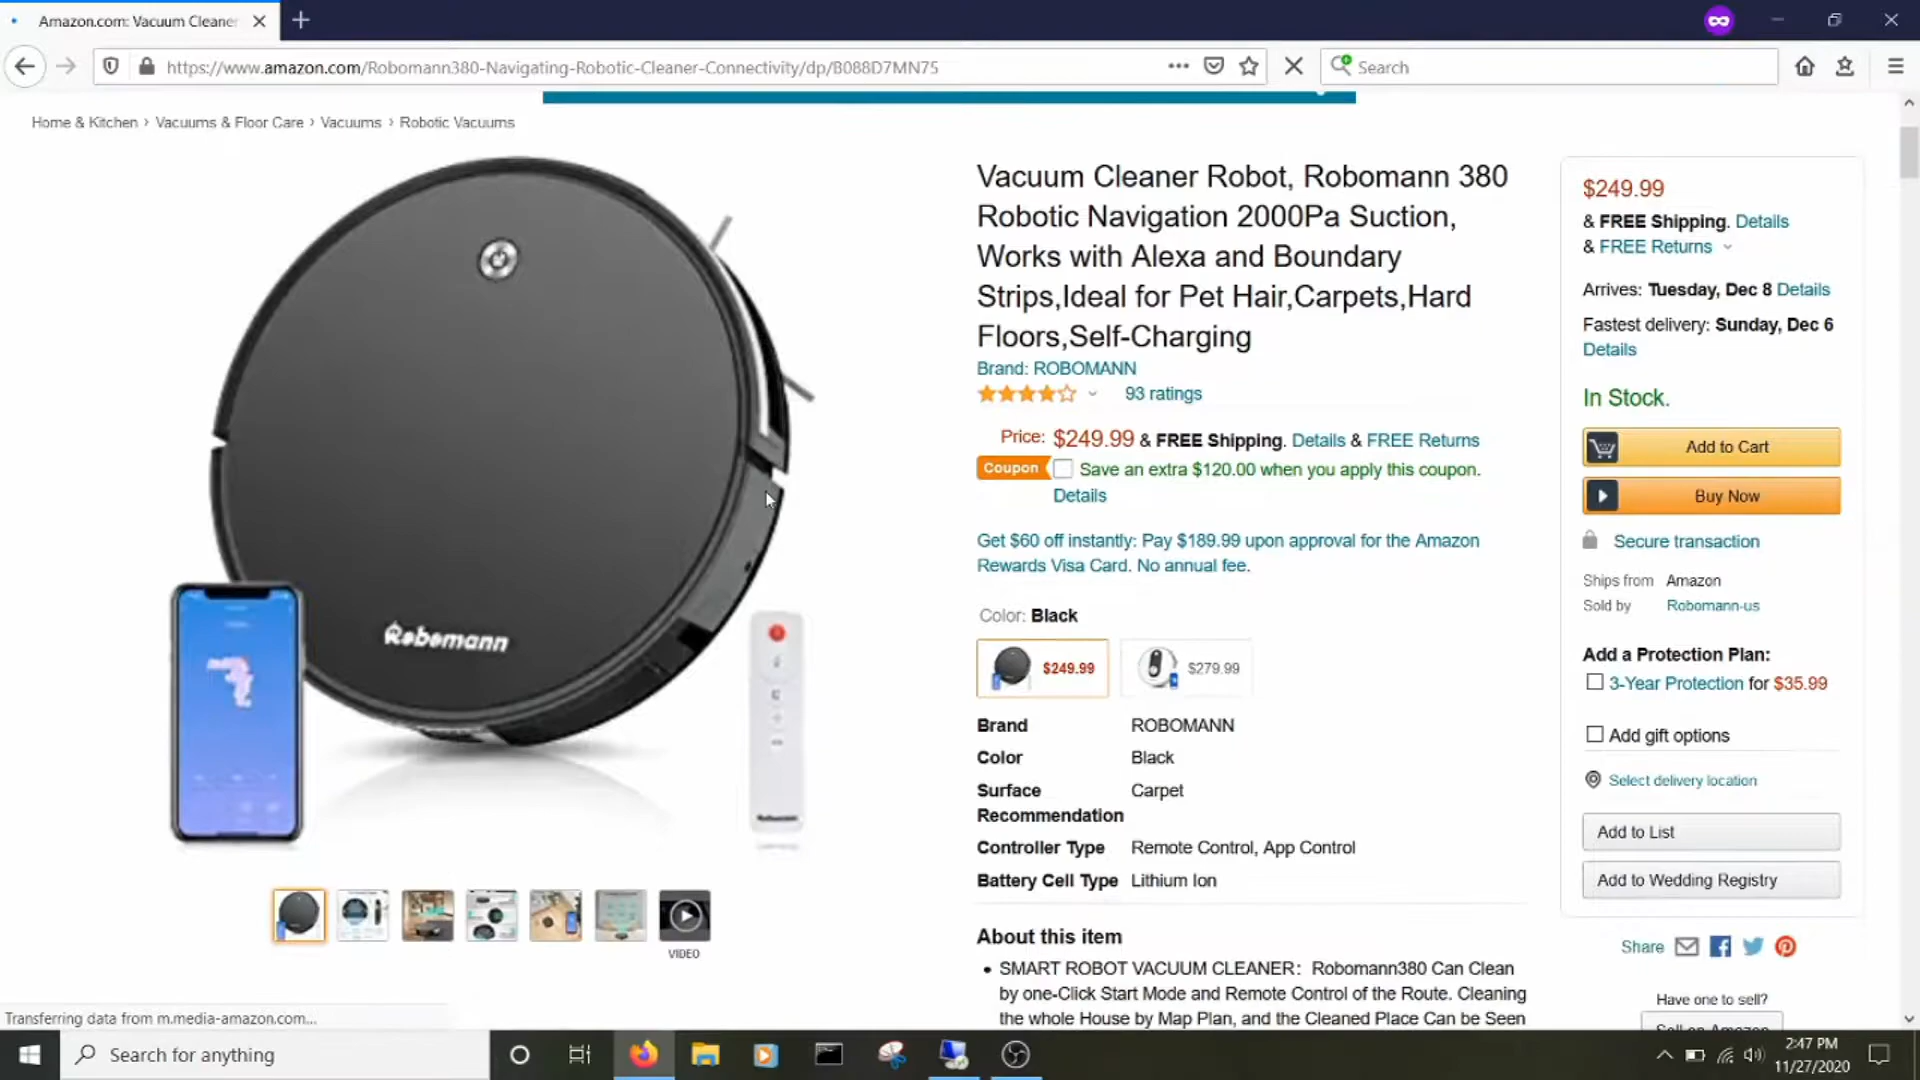 Amazon.com: Vacuum Cleaner
https://www.amazon.com/Robomann380-Navigating-Robotic-Cleaner-Connectivity/dp/B088D7MN75
Search
Home & Kitchen › Vacuums & Floor Care › Vacuums › Robotic Vacuums
Robomann
Robomann
VIDEO
Vacuum Cleaner Robot, Robomann 380
Robotic Navigation 2000Pa Suction,
Works with Alexa and Boundary
Strips,Ideal for Pet Hair,Carpets,Hard
Floors,Self-Charging
Brand: ROBOMANN
93 ratings
Price: $249.99 & FREE Shipping. Details & FREE Returns
Coupon Save an extra $120.00 when you apply this coupon.
Details
Get $60 off instantly: Pay $189.99 upon approval for the Amazon
Rewards Visa Card. No annual fee.
Color: Black
$249.99 $279.99
Brand ROBOMANN
Color Black
Surface Carpet
Recommendation
Controller Type Remote Control, App Control
Battery Cell Type Lithium Ion
About this item
• SMART ROBOT VACUUM CLEANER: Robomann380 Can Clean
by one-Click Start Mode and Remote Control of the Route. Cleaning
the whole House by Map Plan, and the Cleaned Place Can be Seen
$249.99
& FREE Shipping. Details
& FREE Returns
Arrives: Tuesday, Dec 8 Details
Fastest delivery: Sunday, Dec 6
Details
In Stock.
Add to Cart
Buy Now
Secure transaction
Ships from Amazon
Sold by Robomann-us
Add a Protection Plan:
3-Year Protection for $35.99
Add gift options
Select delivery location
Add to List
Add to Wedding Registry
Share
Have one to sell?
Sell on Amazon
Transferring data from m.media-amazon.com...
Search for anything
2:47 PM
11/27/2020